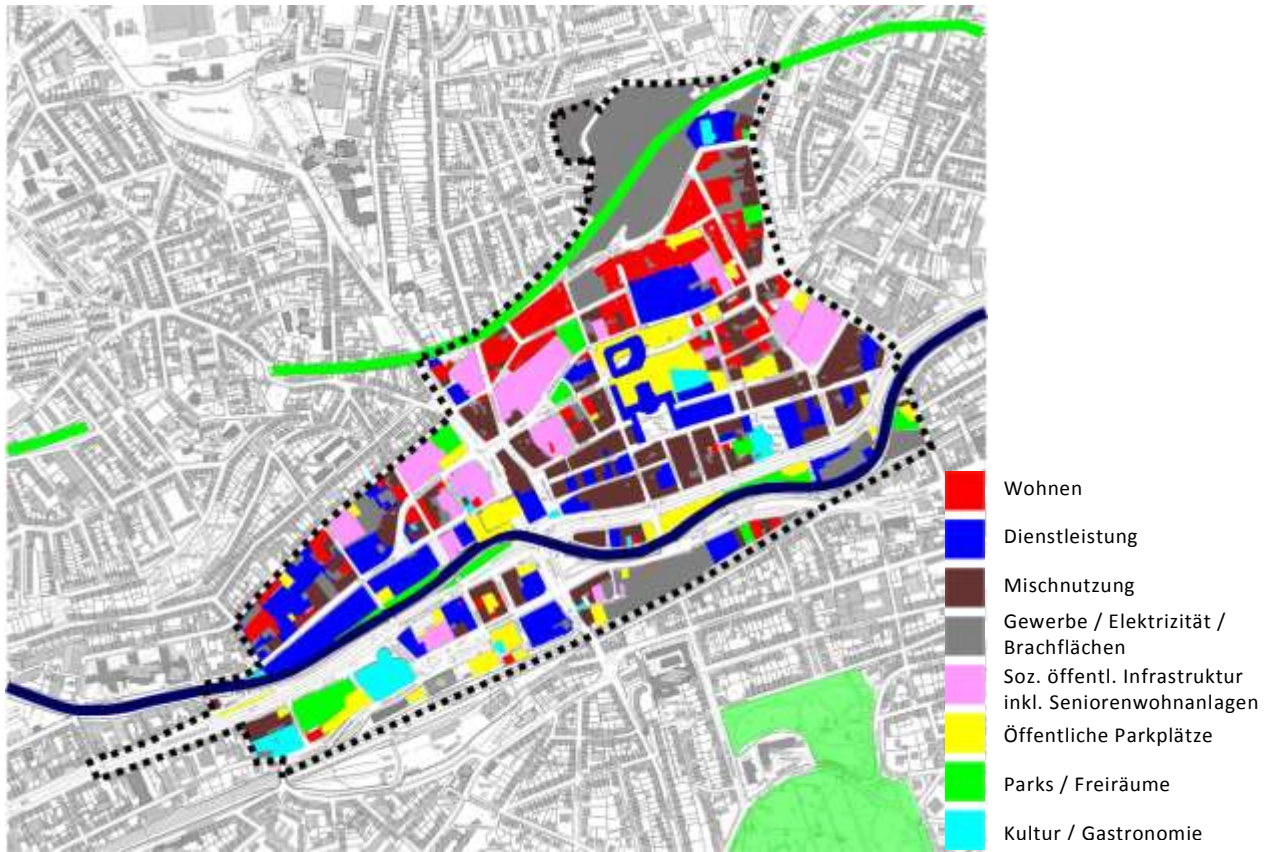 Wohnen
Dienstleistung
Mischnutzung
Gewerbe / Elektrizität /
Brachflächen
Soz. öffentl. Infrastruktur
inkl. Seniorenwohnanlagen
Öffentliche Parkplätze
Parks / Freiräume
Kultur / Gastronomie